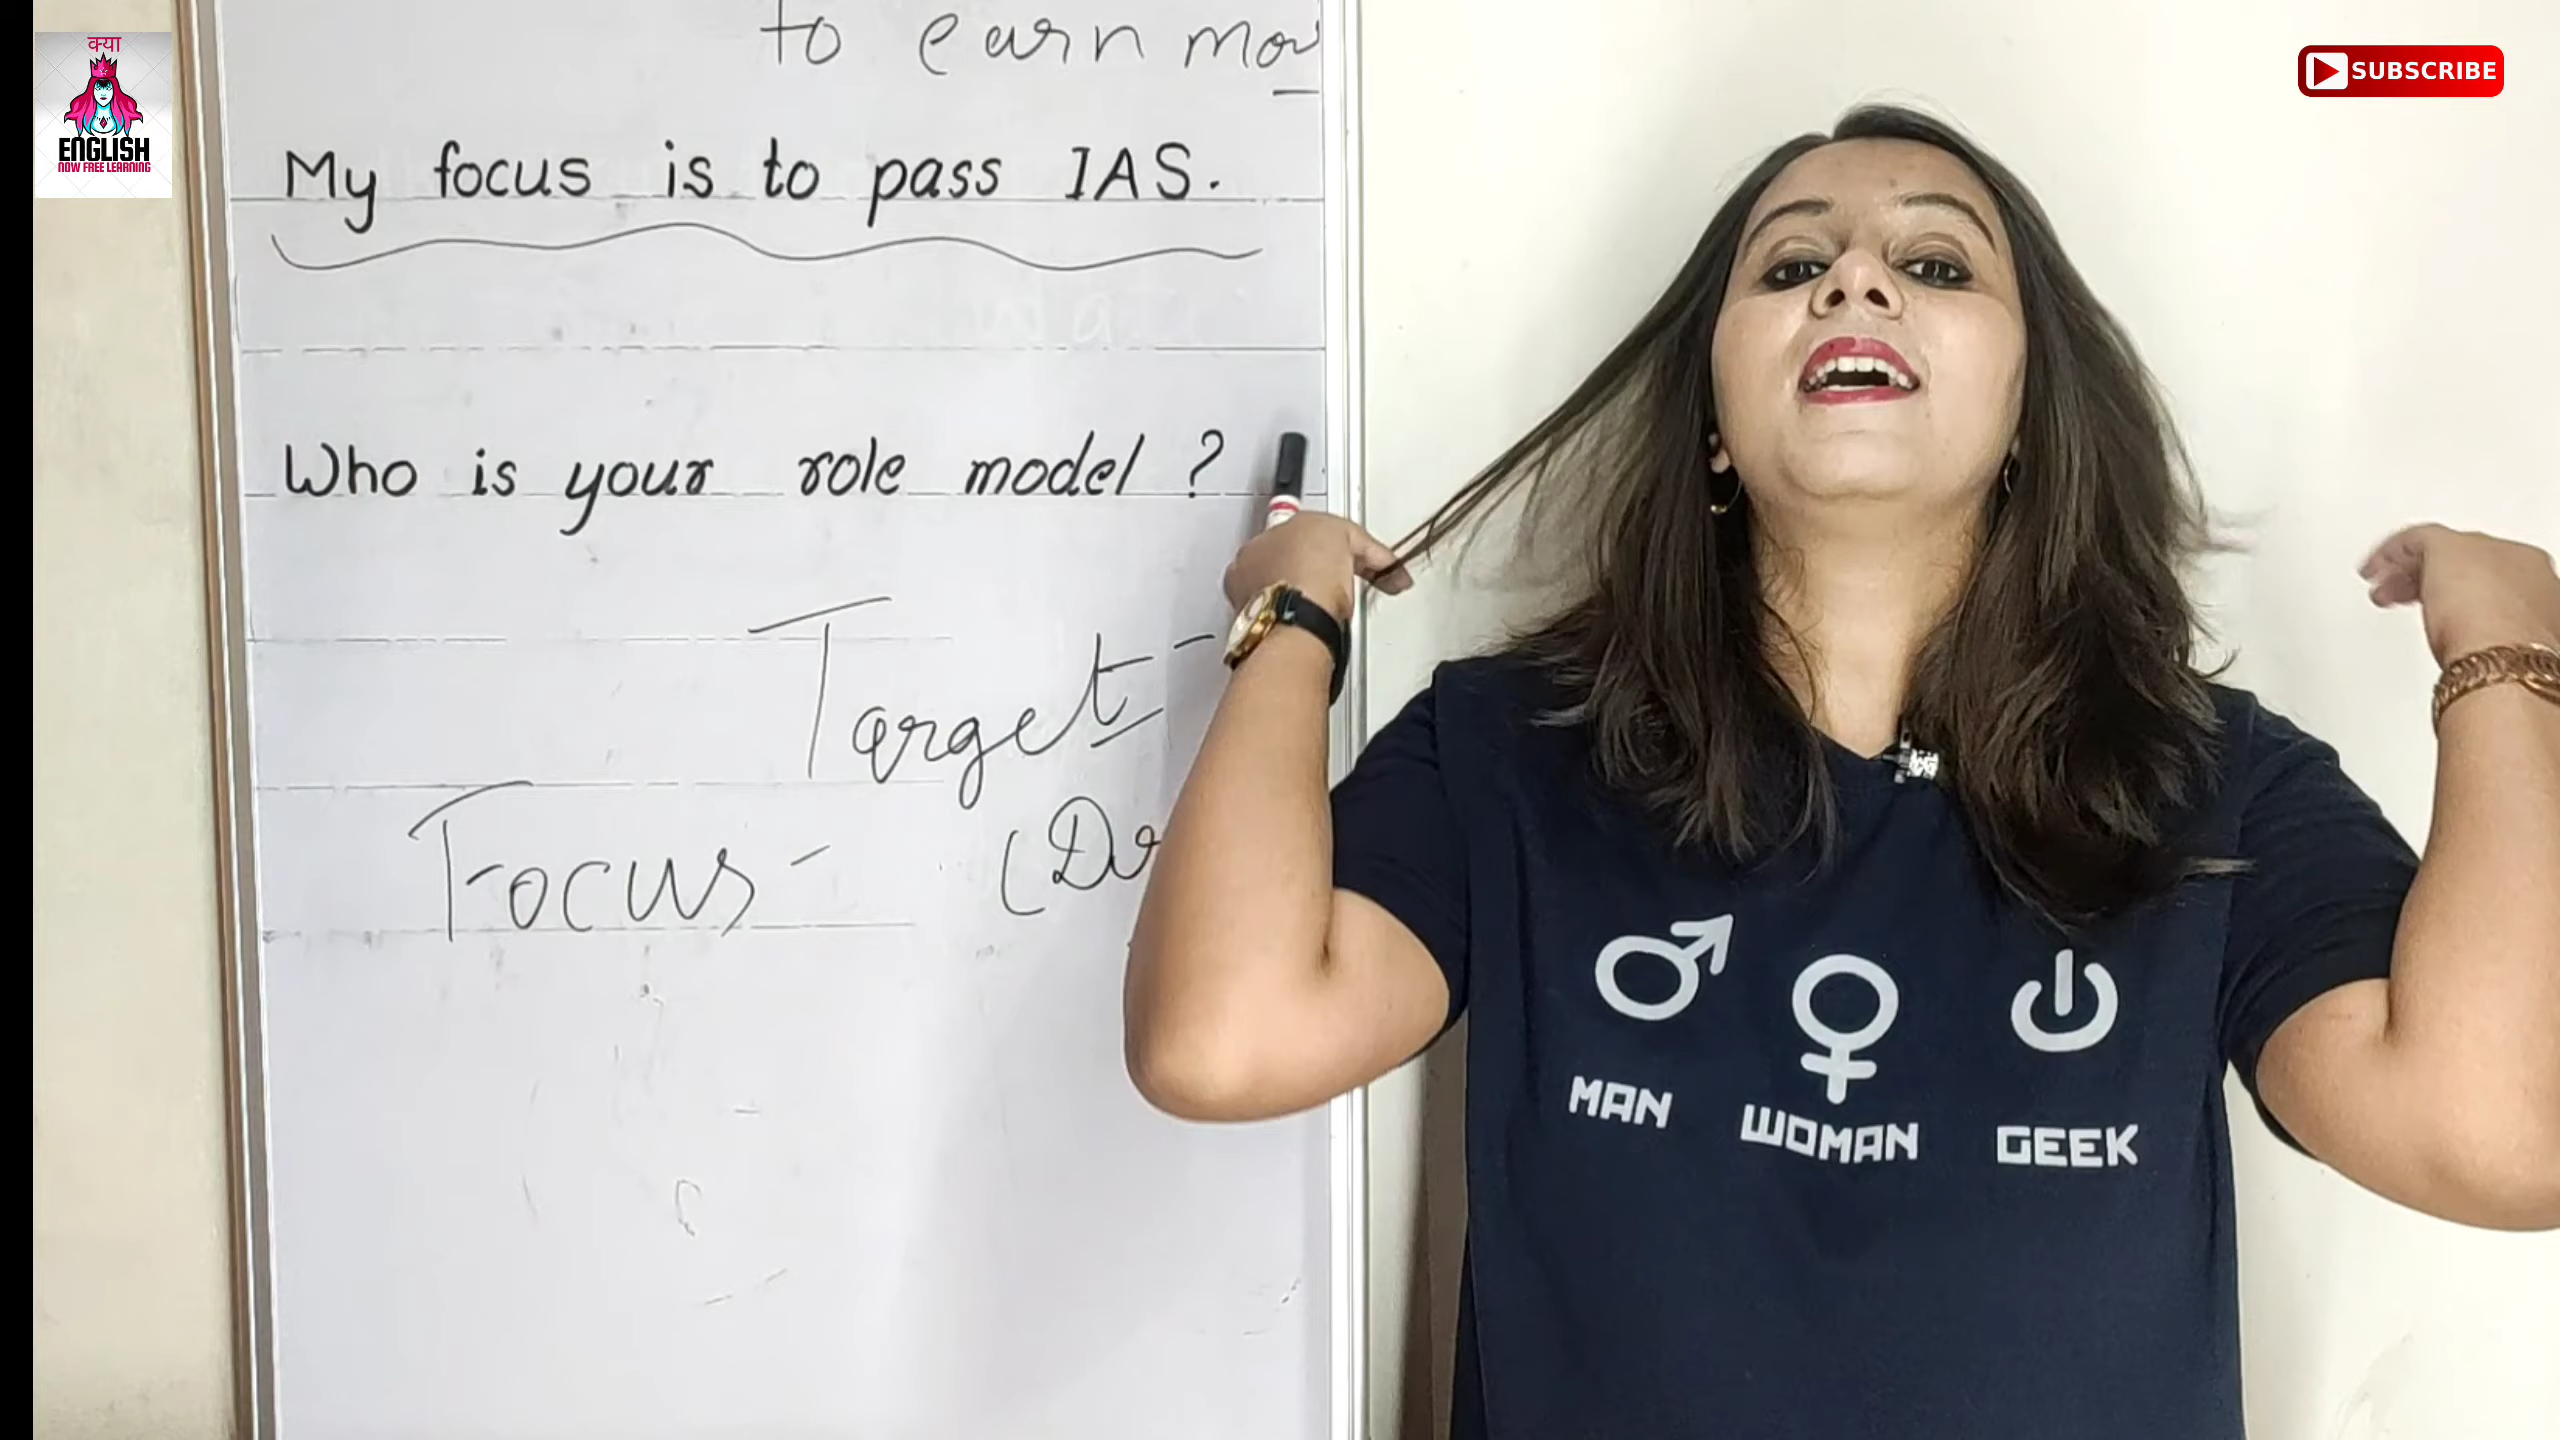 क्या
ENGLISH
NOW FREE LEARNING
SUBSCRIBE
to earn
My focus is to pass IAS.
Who is your role model ?
Target -
Focus -
MAN
WOMAN
GEEK